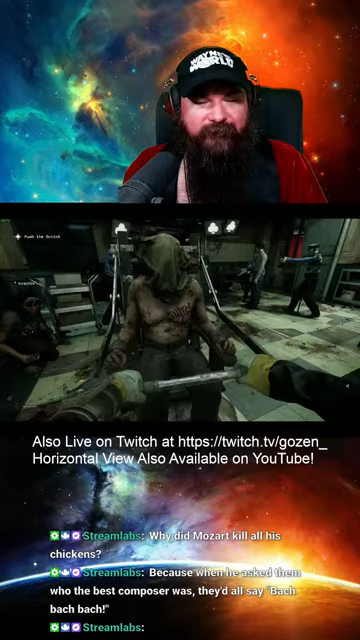 WAYNE'S
WORLD
Push the Snitch
Also Live on Twitch at https://twitch.tv/gozen_
Horizontal View Also Available on YouTube!
Streamlabs: Why did Mozart kill all his
chickens?
Streamlabs: Because when he asked them
who the best composer was, they'd all say "Bach
bach bach!"
Streamlabs: